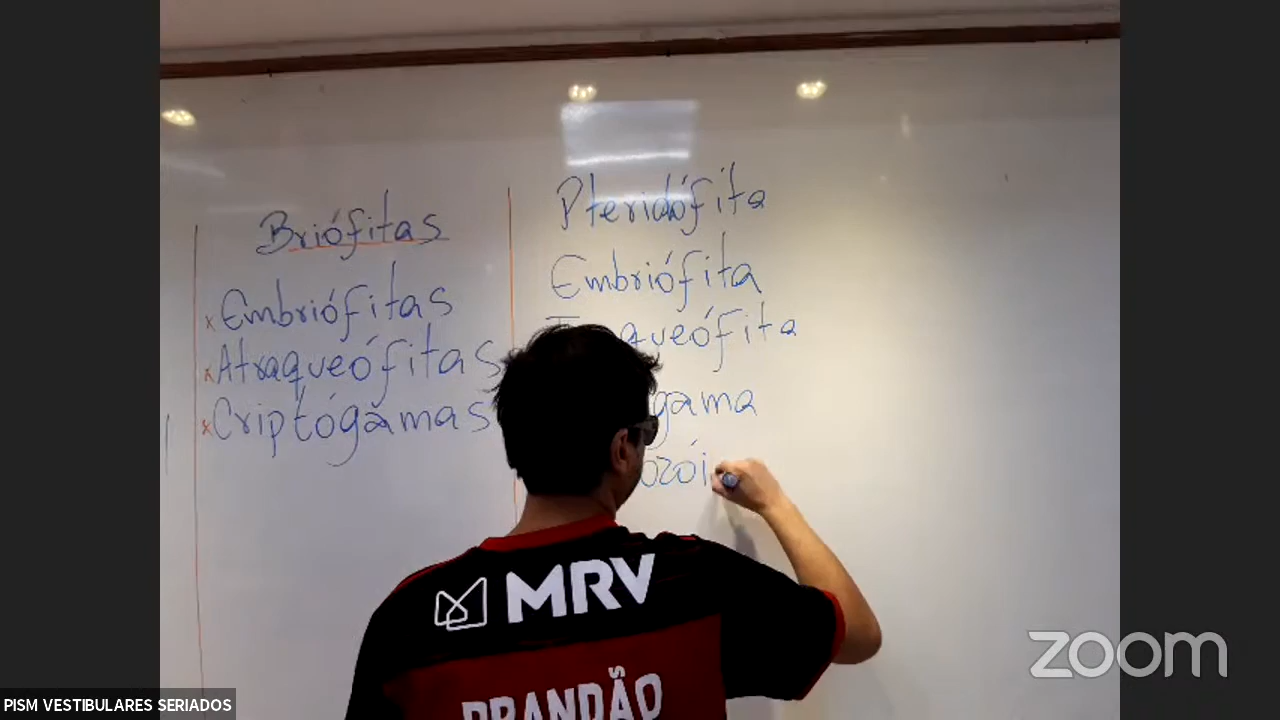 Briófitas
x Embriófitas
x Atraqueófitas
x Criptógamas
Pteridófita
Embriófita
MRV
BRANDÃO
zoom
PISM VESTIBULARES SERIADOS